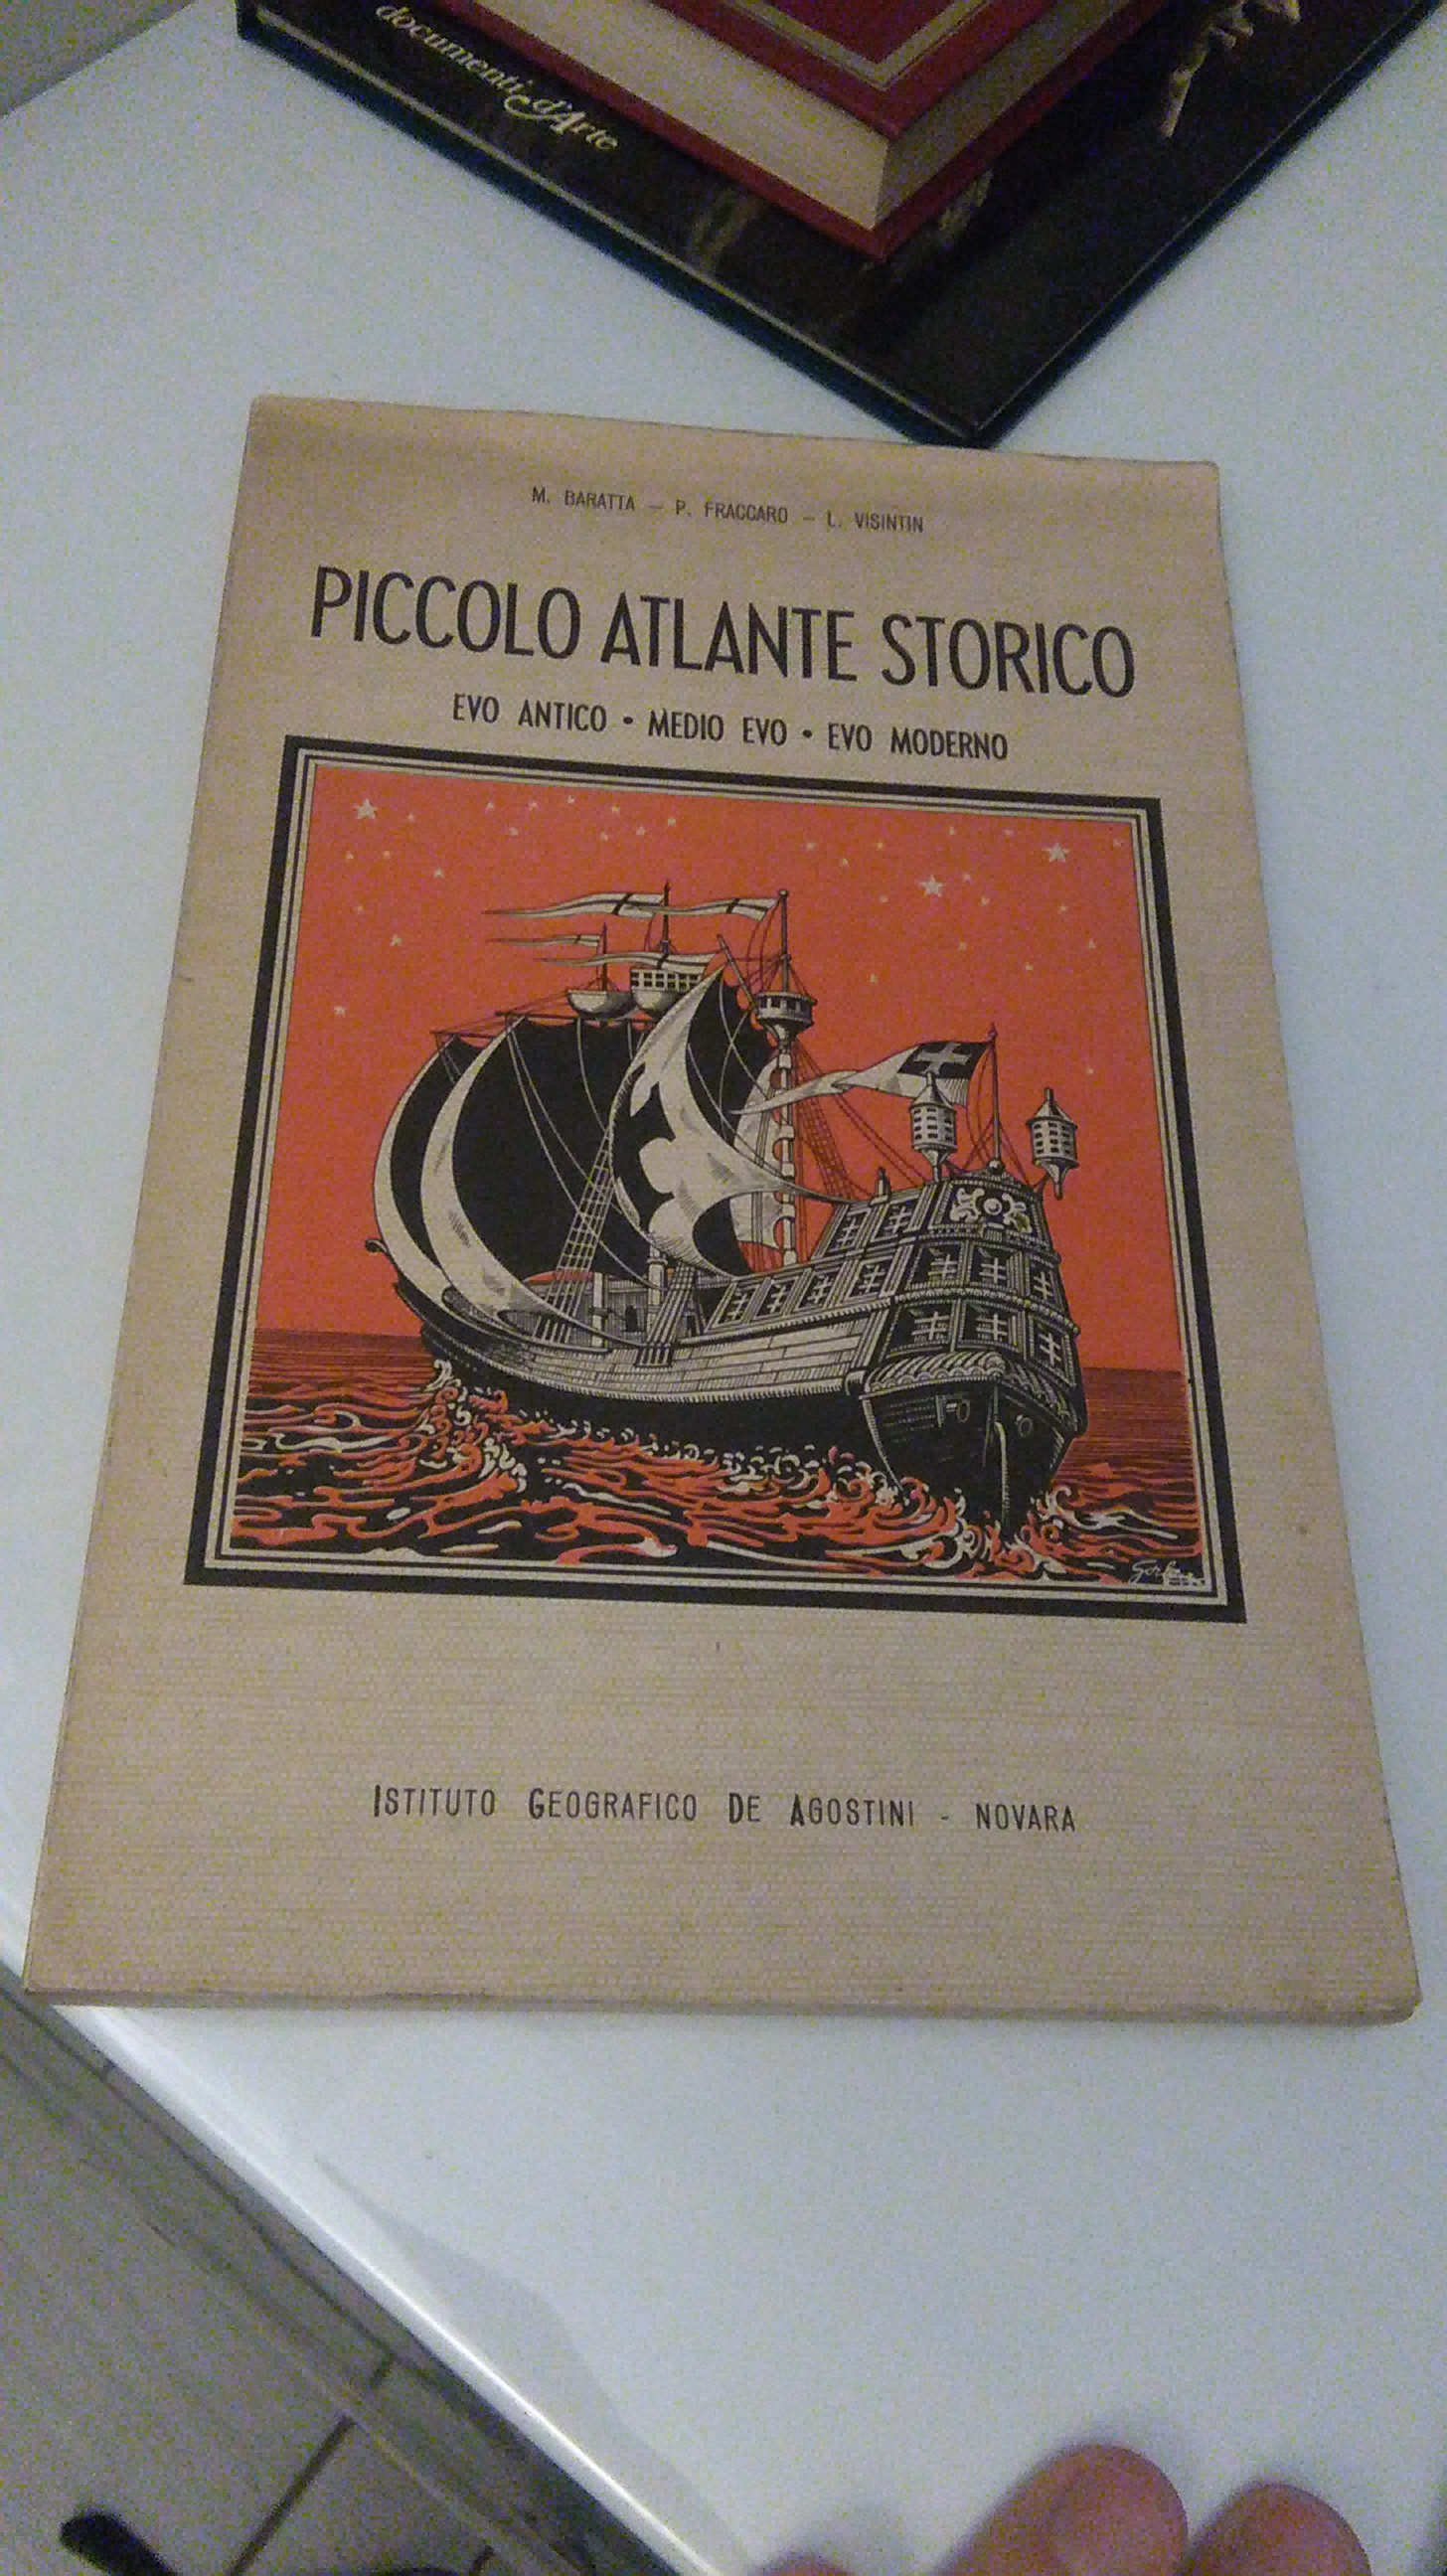 documenti d'Arte
M. BARATTA – P. FRACCARO – L. VISINTIN
PICCOLO ATLANTE STORICO
EVO ANTICO • MEDIO EVO • EVO MODERNO
ISTITUTO GEOGRAFICO DE AGOSTINI - NOVARA